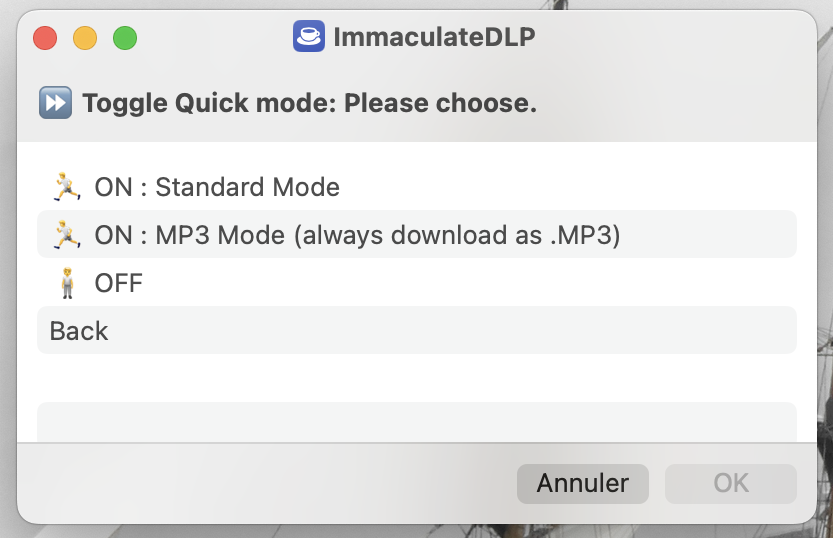 ImmaculateDLP
⏩ Toggle Quick mode: Please choose.
🏃 ON : Standard Mode
🏃 ON : MP3 Mode (always download as .MP3)
🧍 OFF
Back
Annuler
OK